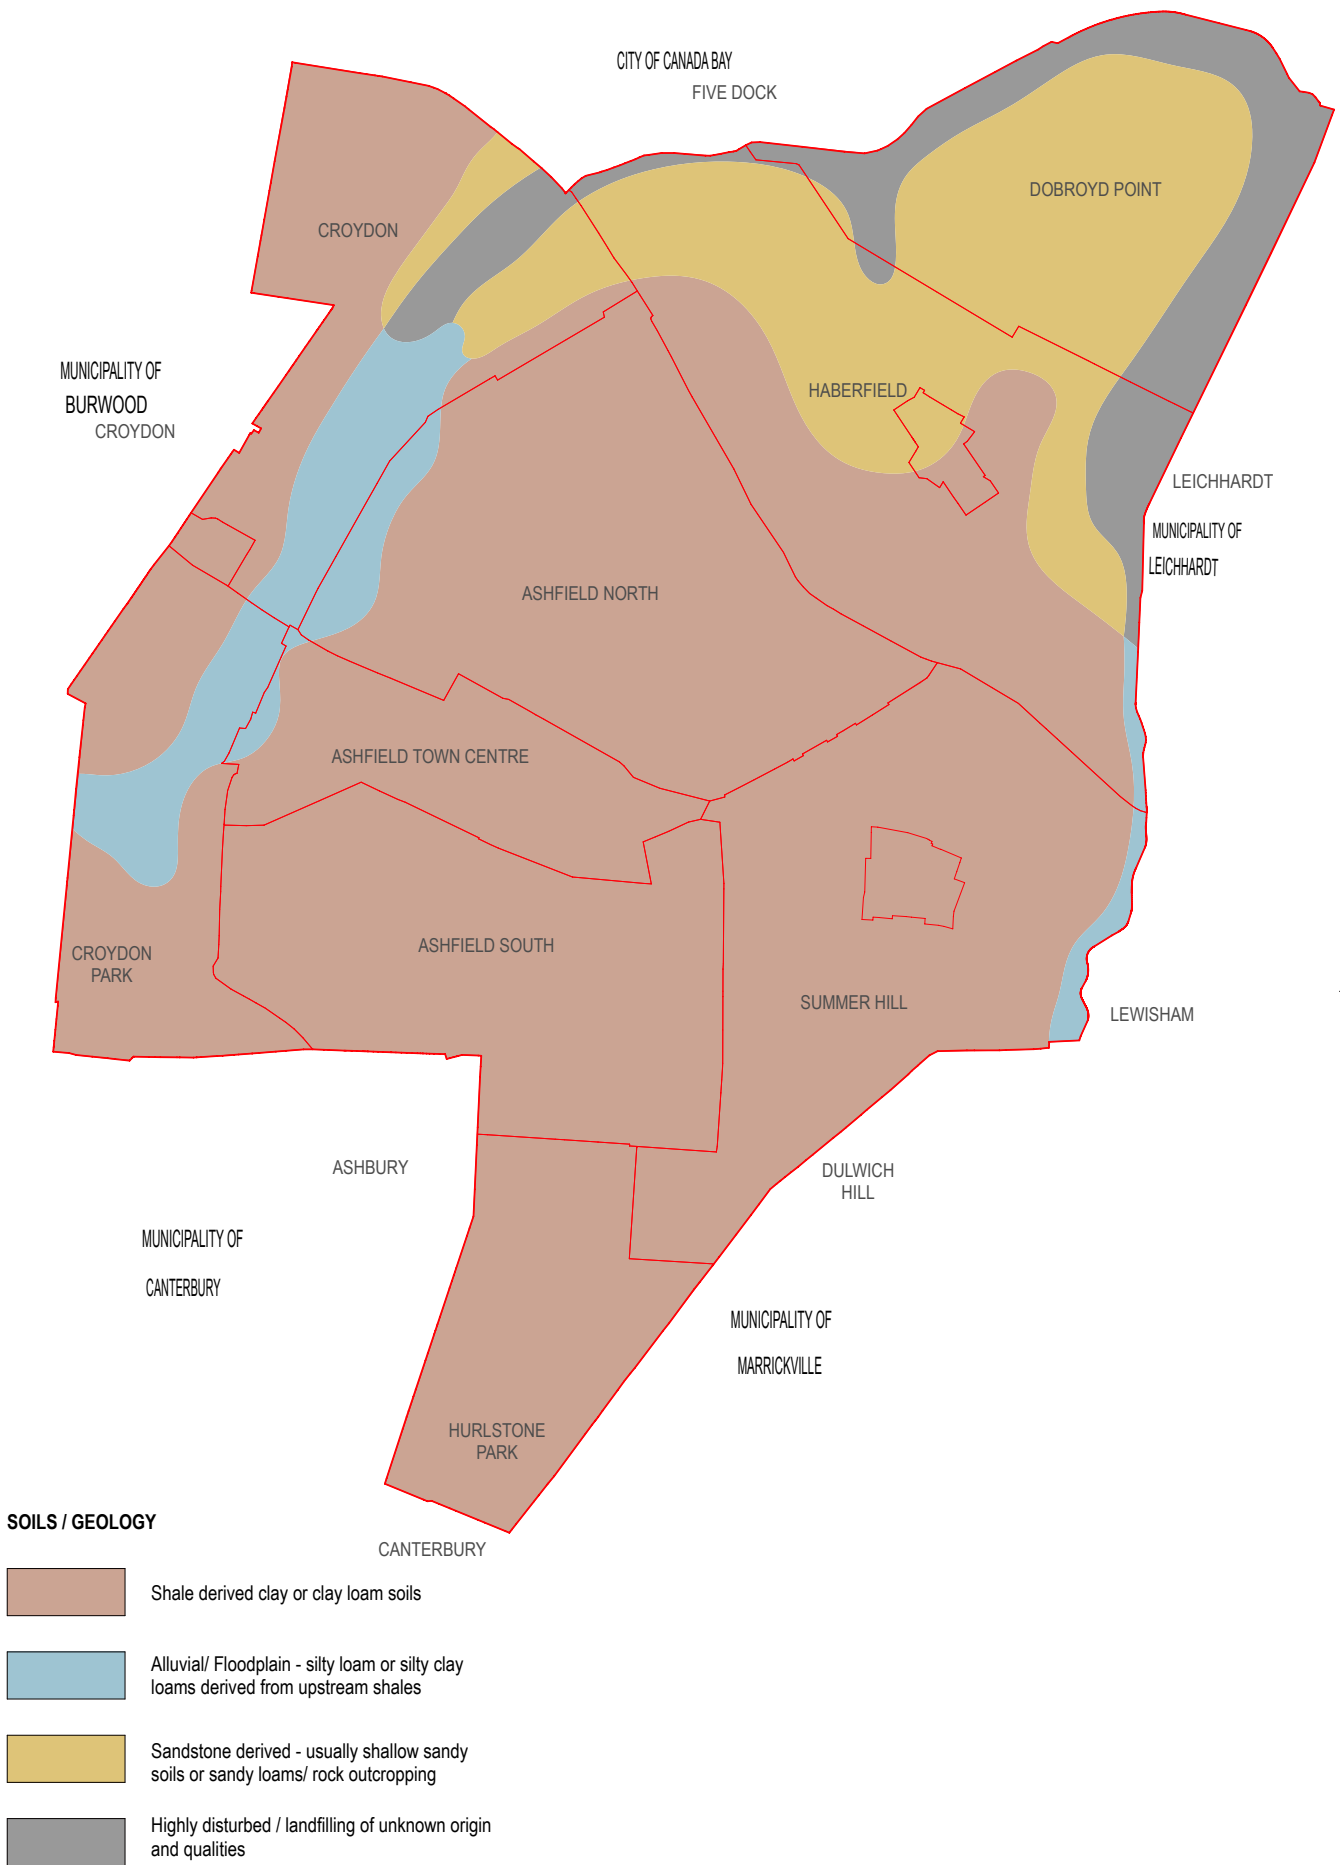 CITY OF CANADA BAY
FIVE DOCK
DOBROYD POINT
CROYDON
MUNICIPALITY OF
BURWOOD
CROYDON
HABERFIELD
LEICHHARDT
MUNICIPALITY OF
LEICHHARDT
ASHFIELD NORTH
ASHFIELD TOWN CENTRE
ASHFIELD SOUTH
CROYDON
PARK
SUMMER HILL
LEWISHAM
ASHBURY
DULWICH
HILL
MUNICIPALITY OF
CANTERBURY
MUNICIPALITY OF
MARRICKVILLE
HURLSTONE
PARK
CANTERBURY
SOILS / GEOLOGY
Shale derived clay or clay loam soils
Alluvial/ Floodplain - silty loam or silty clay
loams derived from upstream shales
Sandstone derived - usually shallow sandy
soils or sandy loams/ rock outcropping
Highly disturbed / landfilling of unknown origin
and qualities